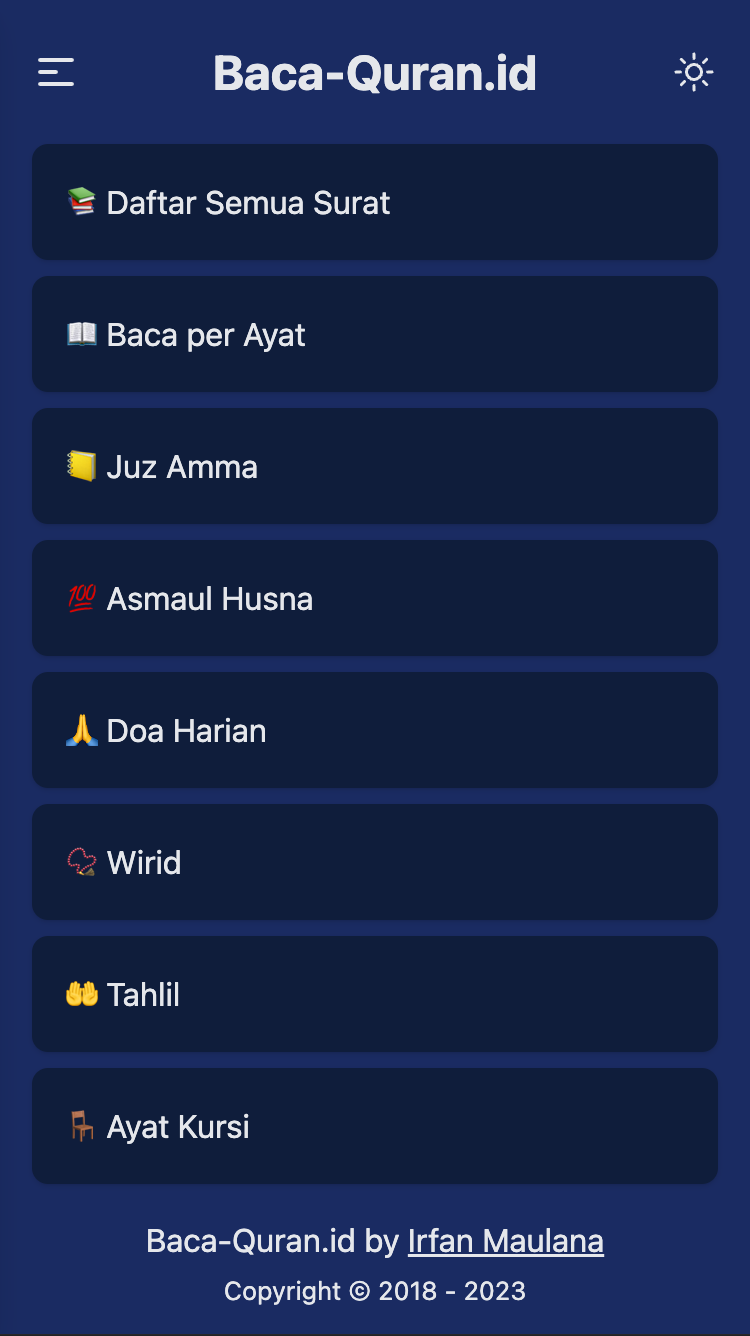 Baca-Quran.id
📚 Daftar Semua Surat
📖 Baca per Ayat
📒 Juz Amma
💯 Asmaul Husna
🙏 Doa Harian
📿 Wirid
🤲 Tahlil
🪑 Ayat Kursi
Baca-Quran.id by Irfan Maulana
Copyright © 2018 - 2023